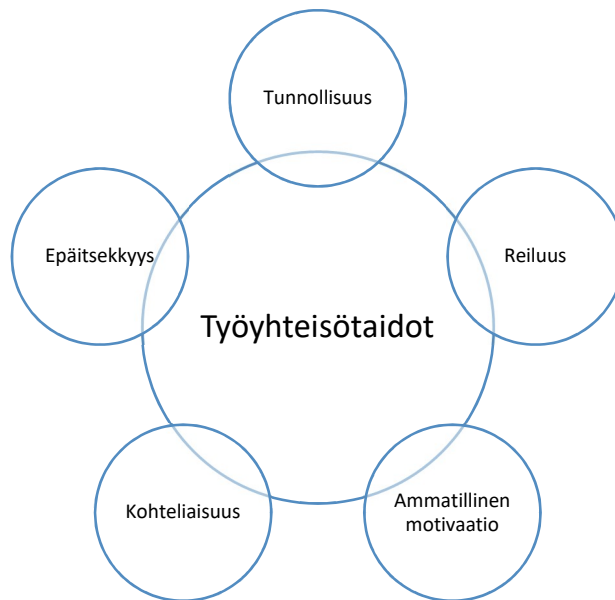 Tunnollisuus
Epäitsekkyys
Reiluus
Työyhteisötaidot
Kohteliaisuus
Ammatillinen
motivaatio